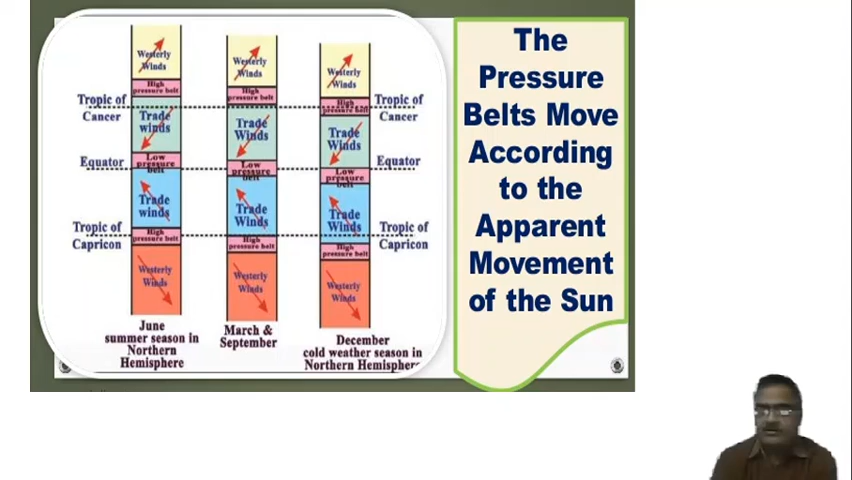 Westerly
Winds
High
pressure belt
Trade
winds
Low
pressure
belt
Trade
winds
High
pressure belt
Westerly
Winds
June
summer season in
Northern
Hemisphere
Westerly
Winds
High
pressure belt
Trade
Winds
Low
pressure
belt
Trade
Winds
High
pressure belt
Westerly
Winds
March &
September
Westerly
Winds
High
pressure belt
Trade
Winds
Low
pressure
belt
Trade
Winds
High
pressure belt
Westerly
Winds
December
cold weather season in
Northern Hemisphere
Tropic of
Cancer
Equator
Tropic of
Capricon
Tropic of
Cancer
Equator
Tropic of
Capricon
The
Pressure
Belts Move
According
to the
Apparent
Movement
of the Sun